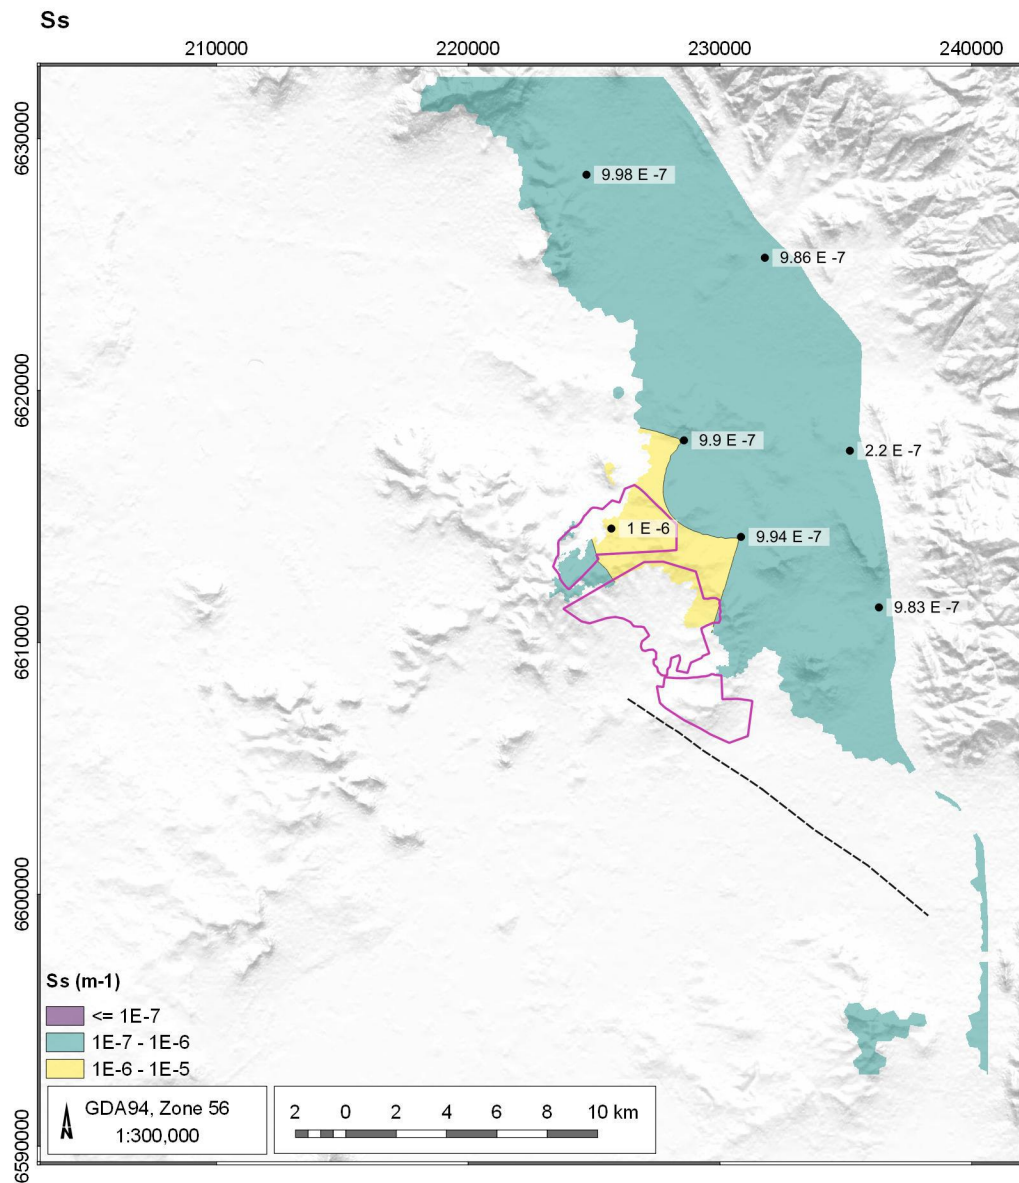 Ss
210000
220000
230000
240000
6630000
6620000
6610000
6600000
6590000
9.98 E -7
9.86 E -7
9.9 E -7
2.2 E -7
1 E -6
9.94 E -7
9.83 E -7
Ss (m-1)
<= 1E-7
1E-7 - 1E-6
1E-6 - 1E-5
N
GDA94, Zone 56
1:300,000
2 0 2 4 6 8 10 km